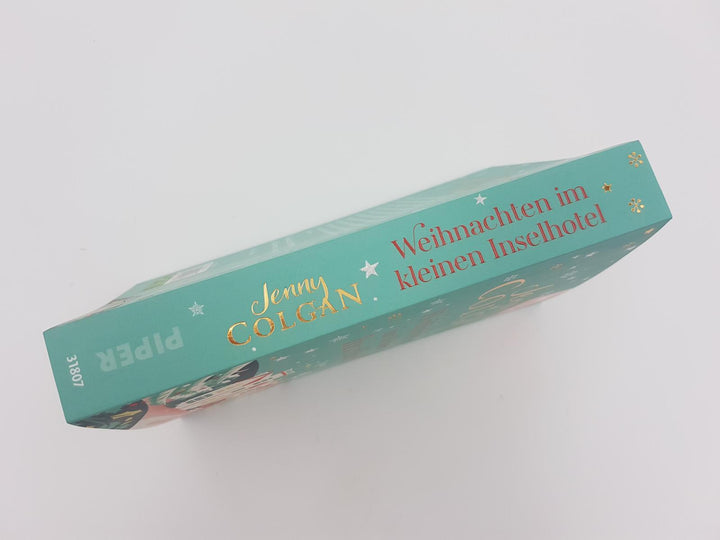 Jenny
COLGAN
Weihnachten im
kleinen Inselhotel
PIPER
31807